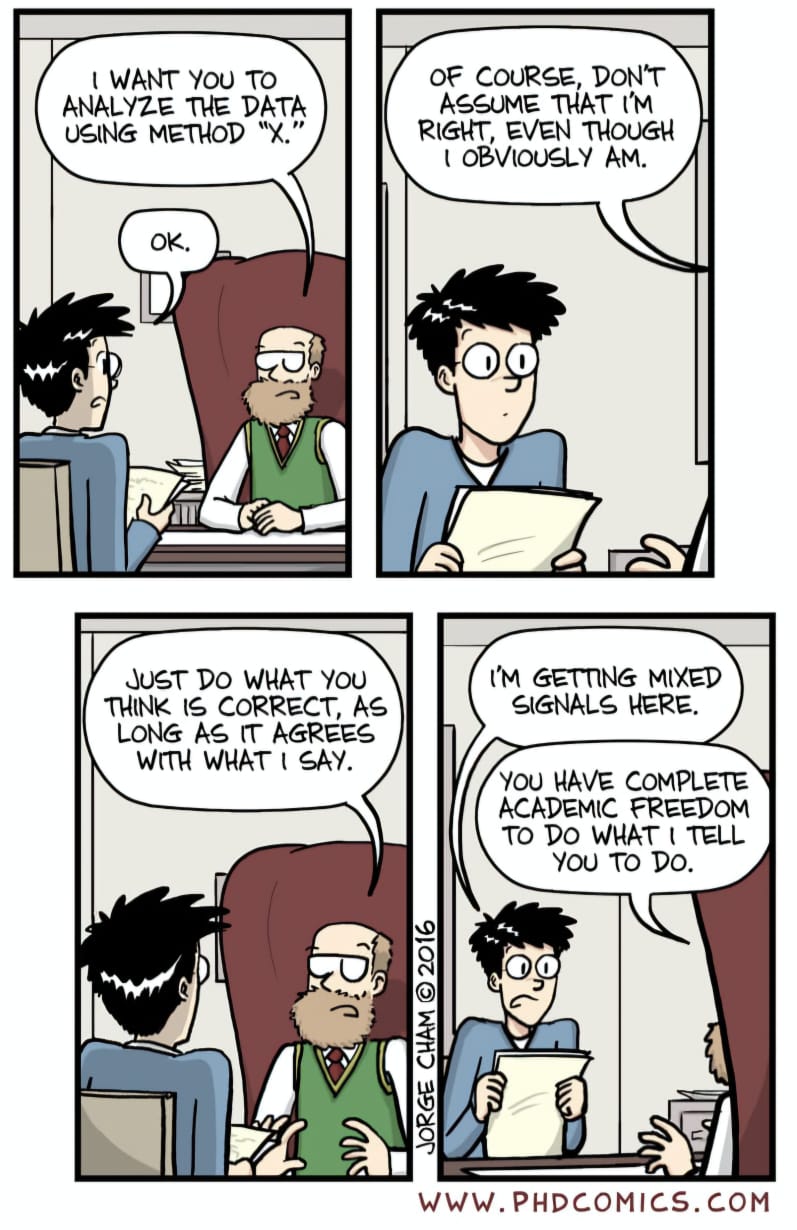 I WANT YOU TO
ANALYZE THE DATA
USING METHOD "X."
OK.
OF COURSE, DON'T
ASSUME THAT I'M
RIGHT, EVEN THOUGH
I OBVIOUSLY AM.
JUST DO WHAT YOU
THINK IS CORRECT, AS
LONG AS IT AGREES
WITH WHAT I SAY.
I'M GETTING MIXED
SIGNALS HERE.
YOU HAVE COMPLETE
ACADEMIC FREEDOM
TO DO WHAT I TELL
YOU TO DO.
JORGE CHAM © 2016
WWW.PHDCOMICS.COM